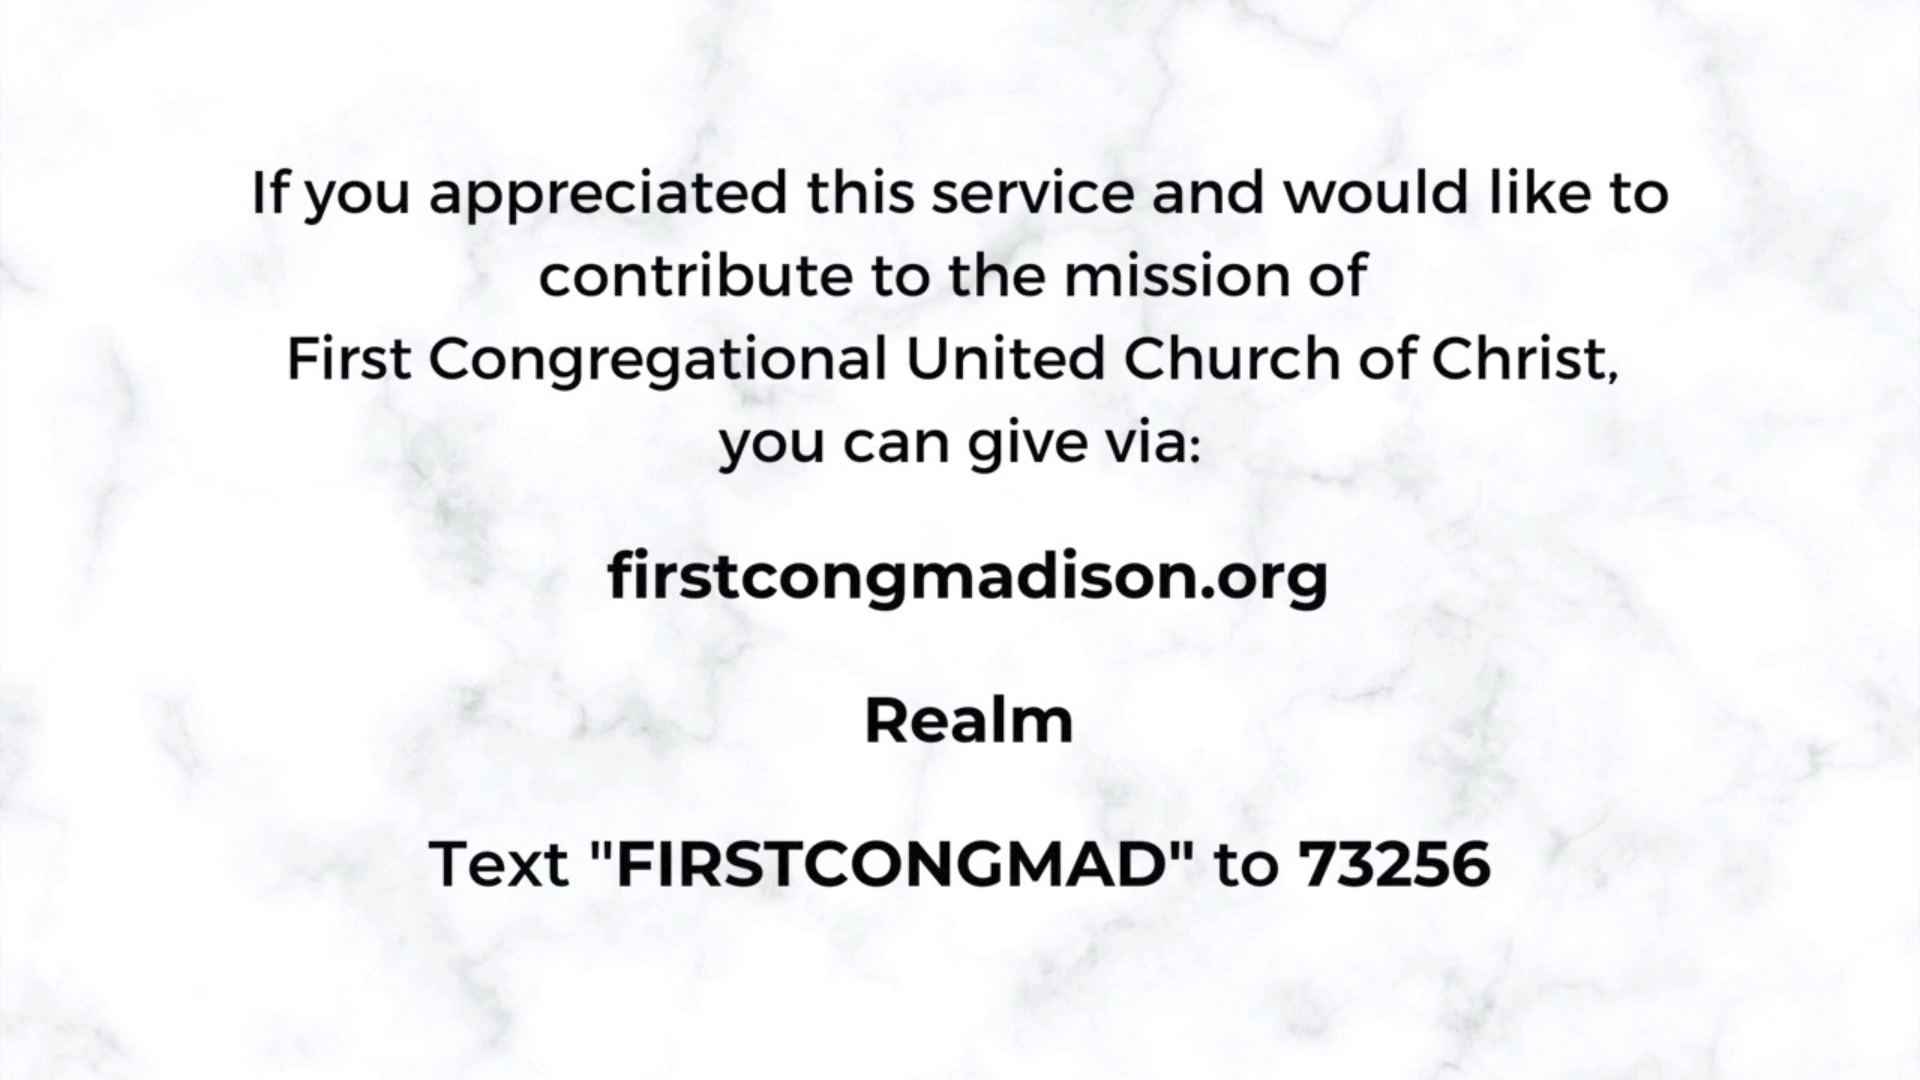 If you appreciated this service and would like to
contribute to the mission of
First Congregational United Church of Christ,
you can give via:
firstcongmadison.org
Realm
Text "FIRSTCONGMAD" to 73256